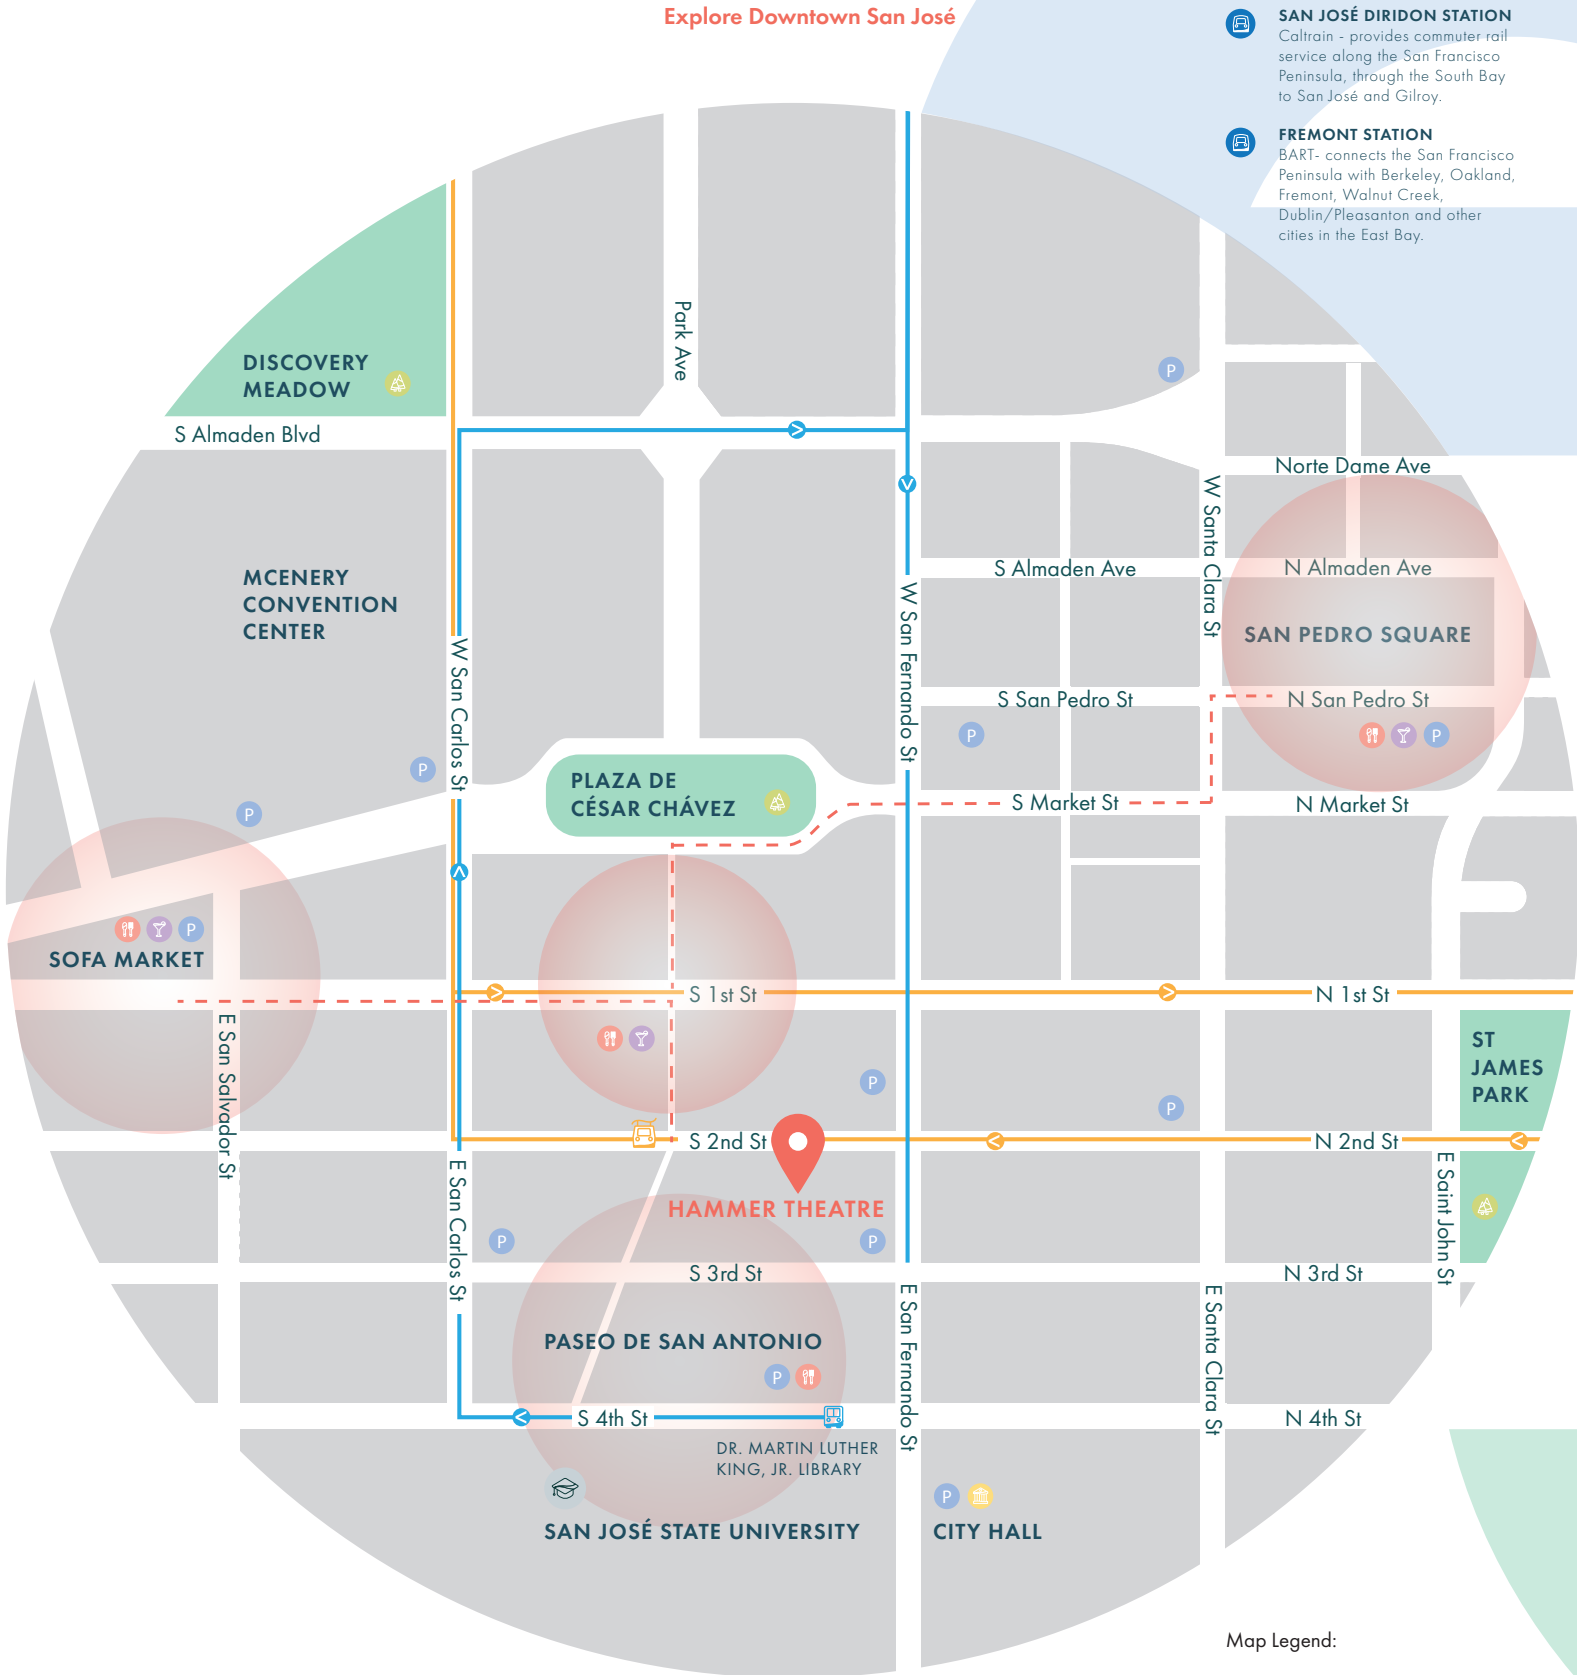 Explore Downtown San José
SAN JOSÉ DIRIDON STATION
Caltrain - provides commuter rail
service along the San Francisco
Peninsula, through the South Bay
to San José and Gilroy.
FREMONT STATION
BART- connects the San Francisco
Peninsula with Berkeley, Oakland,
Fremont, Walnut Creek,
Dublin/Pleasanton and other
cities in the East Bay.
Park Ave
DISCOVERY
MEADOW
P
S Almaden Blvd
Norte Dame Ave
W Santa Clara St
MCENERY
CONVENTION
CENTER
S Almaden Ave
N Almaden Ave
W San Fernando St
W San Carlos St
SAN PEDRO SQUARE
S San Pedro St
N San Pedro St
P
P
P
PLAZA DE
CÉSAR CHÁVEZ
S Market St
N Market St
P
P
SOFA MARKET
S 1st St
N 1st St
E San Salvador St
ST
JAMES
PARK
P
P
S 2nd St
N 2nd St
E San Carlos St
E Saint John St
HAMMER THEATRE
P
P
S 3rd St
N 3rd St
E San Fernando St
E Santa Clara St
PASEO DE SAN ANTONIO
P
S 4th St
N 4th St
DR. MARTIN LUTHER
KING, JR. LIBRARY
P
SAN JOSÉ STATE UNIVERSITY
CITY HALL
Map Legend: